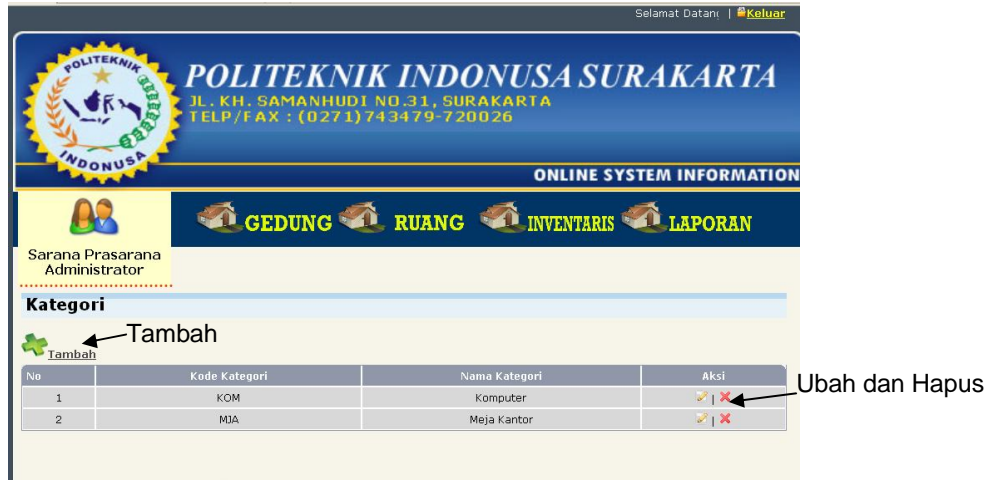 Selamat Datang | Keluar
POLITEKNIK INDONUSA
POLITEKNIK INDONUSA SURAKARTA
JL. KH. SAMANHUDI NO.31, SURAKARTA
TELP/FAX : (0271)743479-720026
ONLINE SYSTEM INFORMATION
GEDUNG RUANG INVENTARIS LAPORAN
Sarana Prasarana
Administrator
Kategori
Tambah
Tambah
No Kode Kategori Nama Kategori Aksi
Ubah dan Hapus
1 KOM Komputer |
2 MJA Meja Kantor |